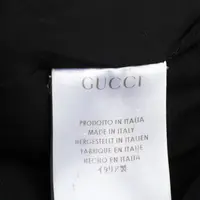 GUCCI
PRODOTTO IN ITALIA
MADE IN ITALY
HERGESTELLT IN ITALIEN
FABRIQUE EN ITALIE
HECHO EN ITALIA
イタリア製